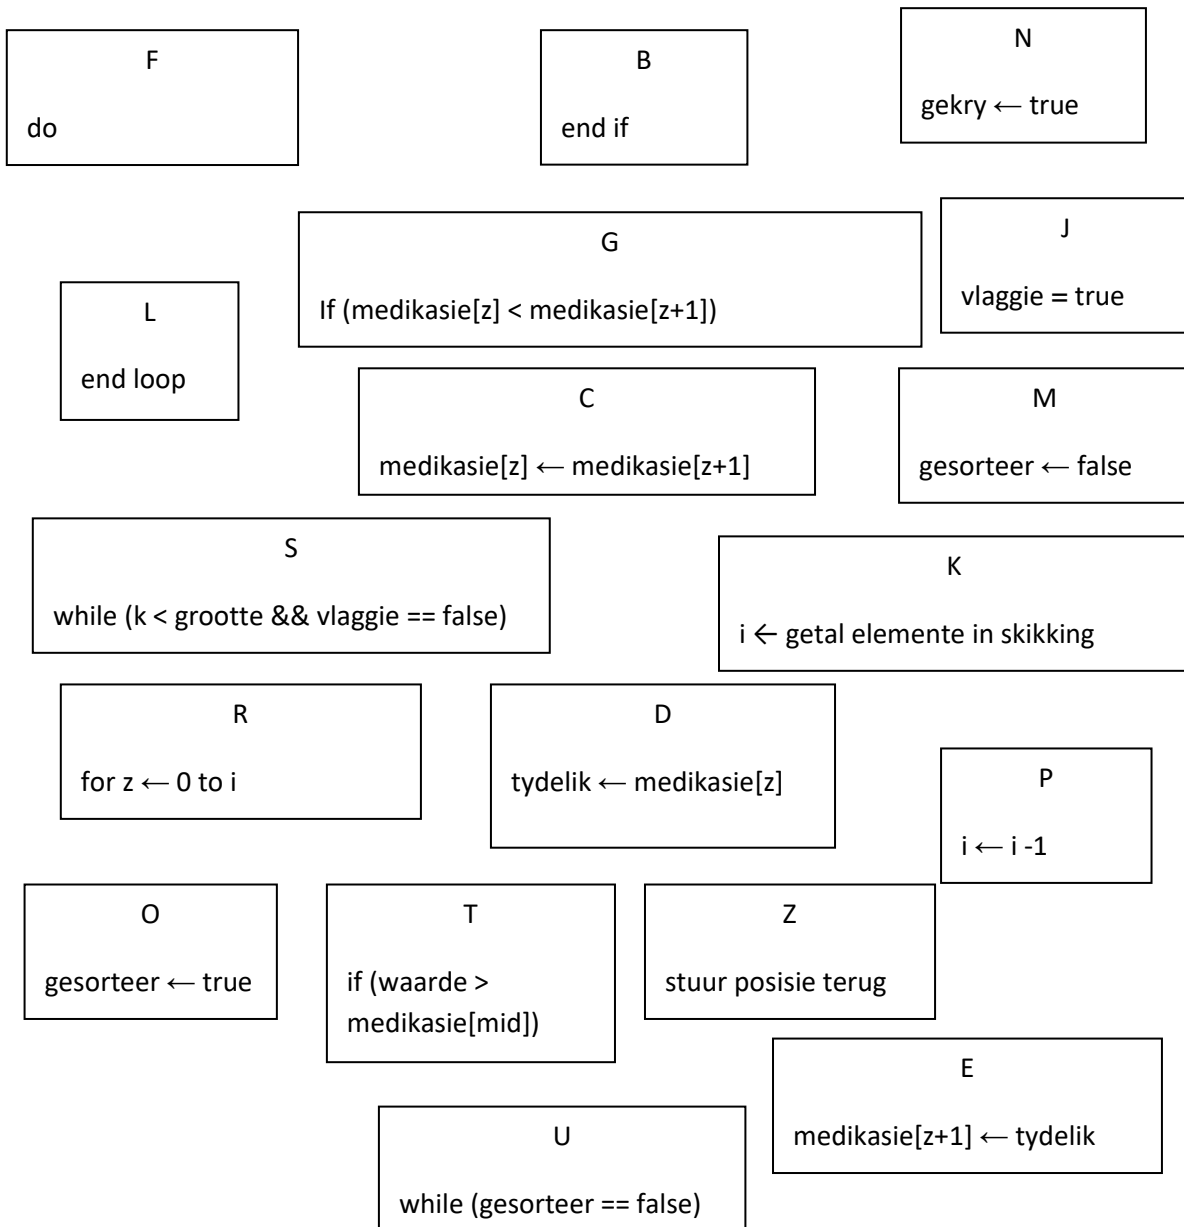 F
do
B
end if
N
gekry ← true
G
If (medikasie[z] < medikasie[z+1])
J
vlaggie = true
L
end loop
C
medikasie[z] ← medikasie[z+1]
M
gesorteer ← false
S
while (k < grootte && vlaggie == false)
K
i ← getal elemente in skikking
R
for z ← 0 to i
D
tydelik ← medikasie[z]
P
i ← i -1
O
gesorteer ← true
T
if (waarde >
medikasie[mid])
Z
stuur posisie terug
E
medikasie[z+1] ← tydelik
U
while (gesorteer == false)